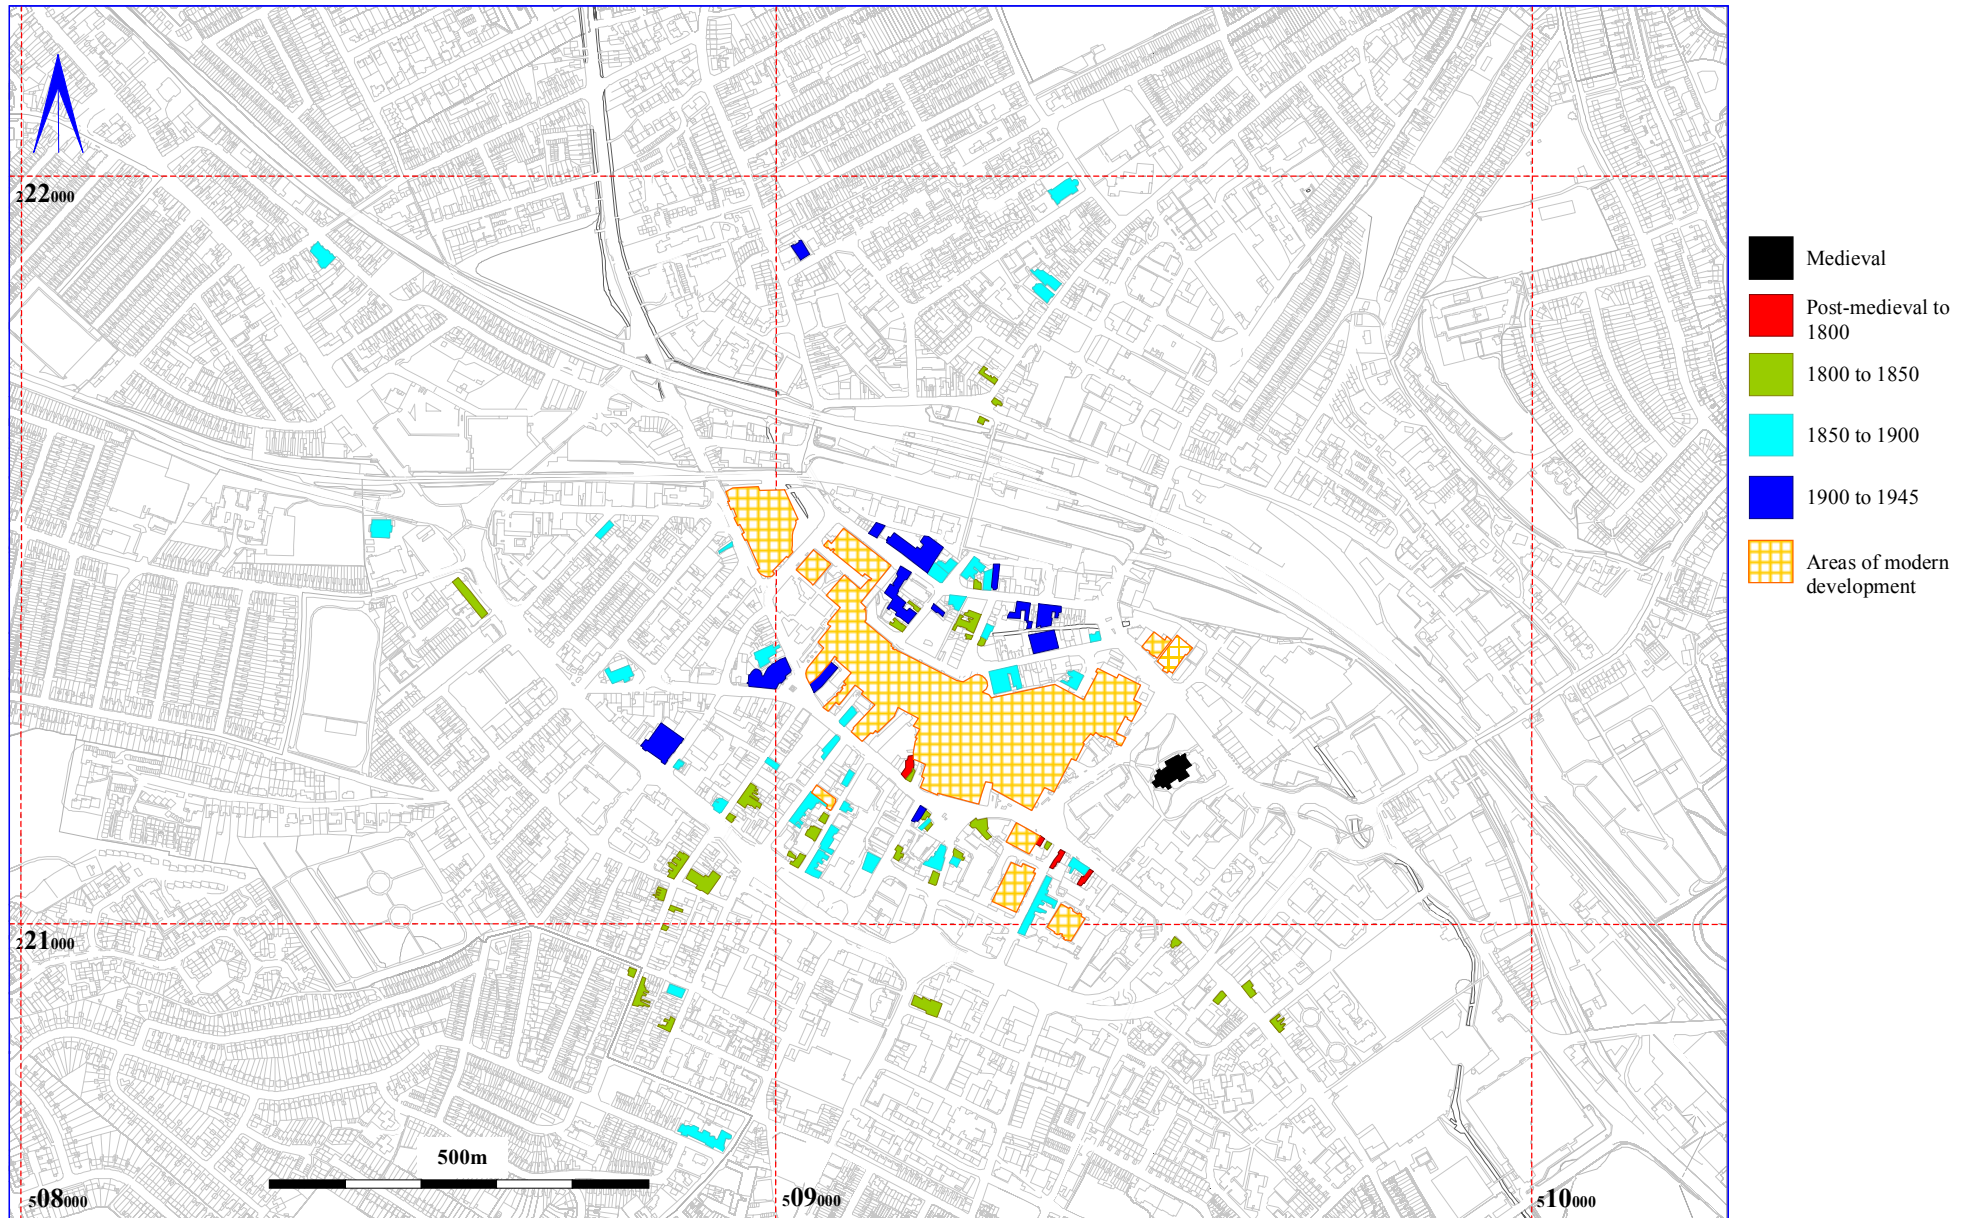 222000
Medieval
Post-medieval to
1800
1800 to 1850
1850 to 1900
1900 to 1945
Areas of modern
development
221000
500m
508000
509000
510000